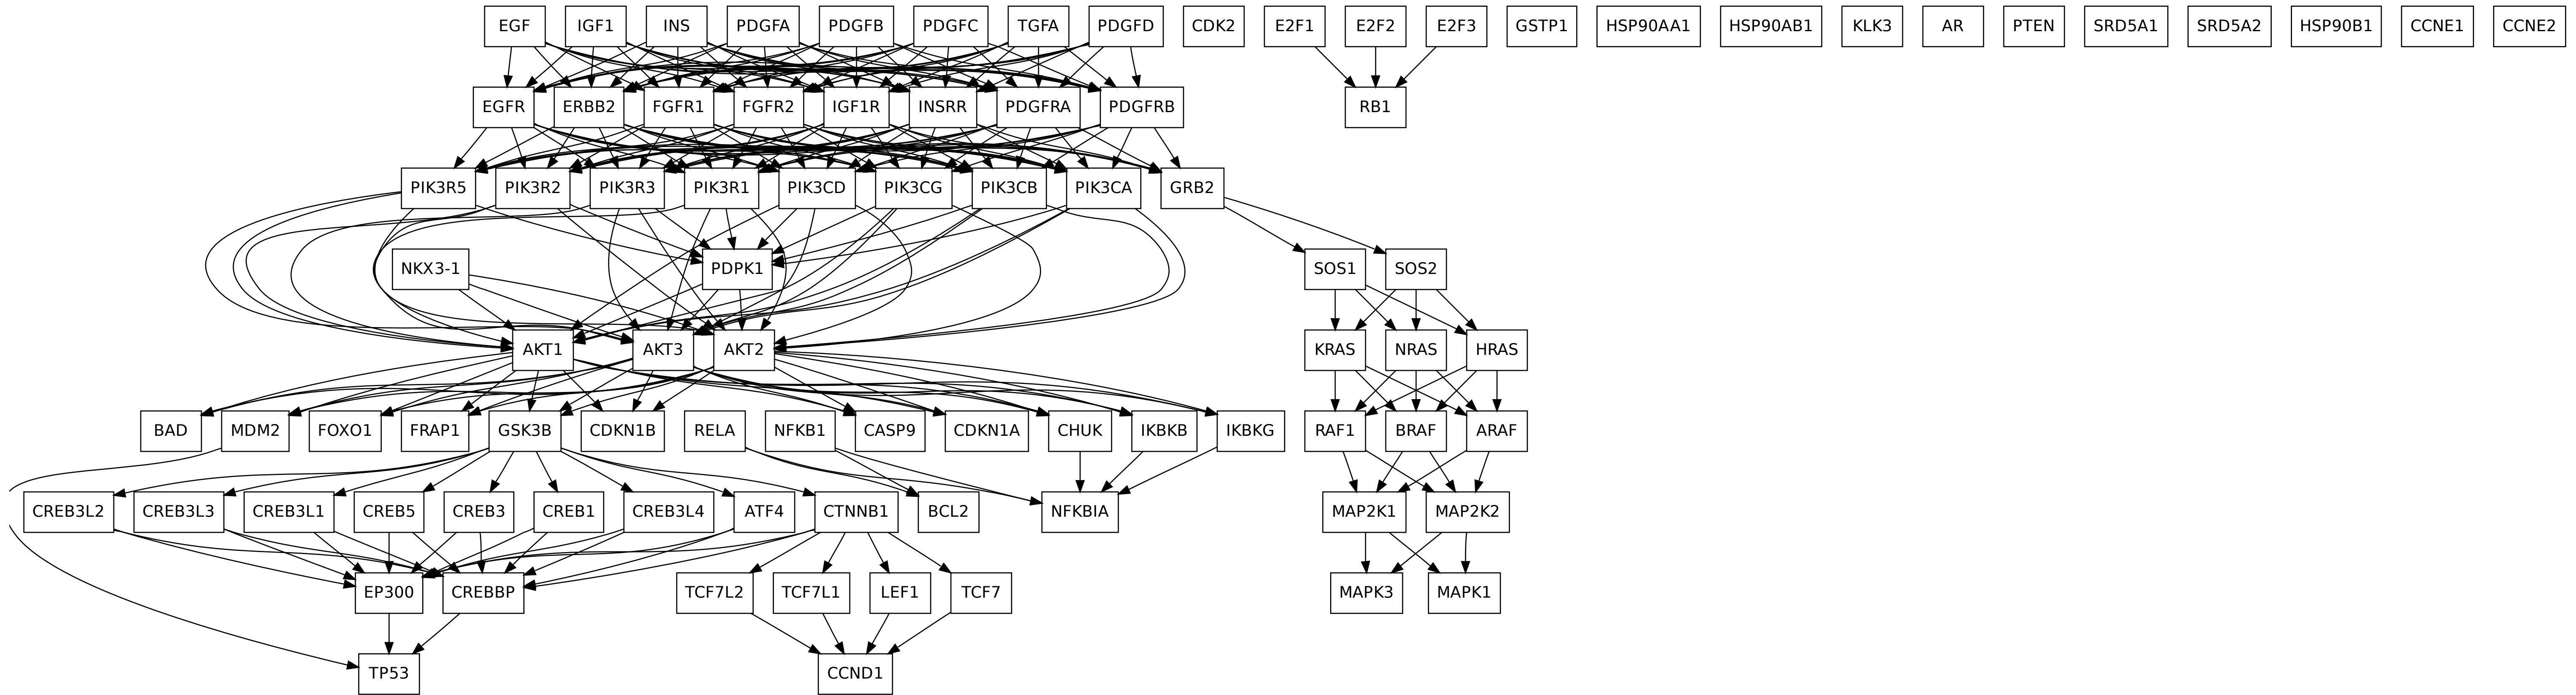 EGF IGF1 INS PDGFA PDGFB PDGFC TGFA PDGFD CDK2 E2F1 E2F2 E2F3 GSTP1 HSP90AA1 HSP90AB1 KLK3 AR PTEN SRD5A1 SRD5A2 HSP90B1 CCNE1 CCNE2
EGFR ERBB2 FGFR1 FGFR2 IGF1R INSRR PDGFRA PDGFRB RB1
PIK3R5 PIK3R2 PIK3R3 PIK3R1 PIK3CD PIK3CG PIK3CB PIK3CA GRB2
NKX3-1 PDPK1 SOS1 SOS2
AKT1 AKT3 AKT2 KRAS NRAS HRAS
BAD MDM2 FOXO1 FRAP1 GSK3B CDKN1B RELA NFKB1 CASP9 CDKN1A CHUK IKBKB IKBKG RAF1 BRAF ARAF
CREB3L2 CREB3L3 CREB3L1 CREB5 CREB3 CREB1 CREB3L4 ATF4 CTNNB1 BCL2 NFKBIA MAP2K1 MAP2K2
EP300 CREBBP TCF7L2 TCF7L1 LEF1 TCF7 MAPK3 MAPK1
TP53 CCND1